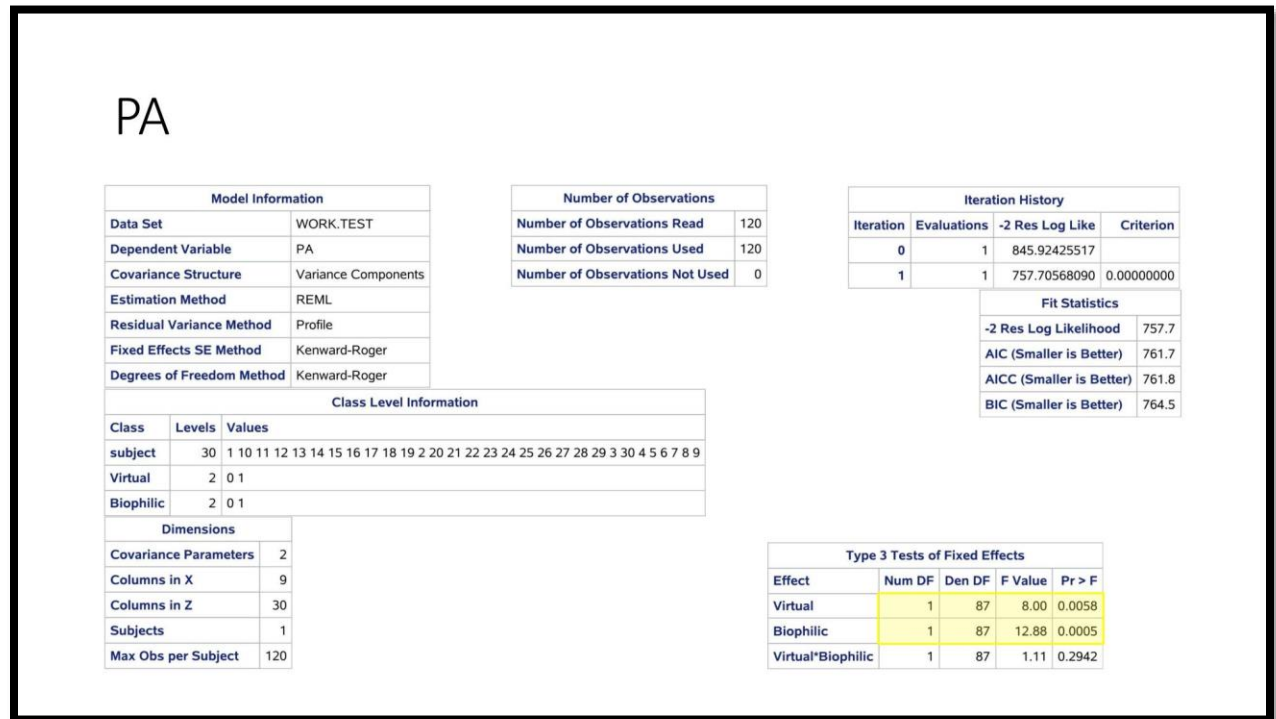 PA
Model Information
Data Set WORK.TEST
Dependent Variable PA
Covariance Structure Variance Components
Estimation Method REML
Residual Variance Method Profile
Fixed Effects SE Method Kenward-Roger
Degrees of Freedom Method Kenward-Roger
Class Level Information
Class Levels Values
subject 30 1 10 11 12 13 14 15 16 17 18 19 2 20 21 22 23 24 25 26 27 28 29 3 30 4 5 6 7 8 9
Virtual 2 0 1
Biophilic 2 0 1
Dimensions
Covariance Parameters 2
Columns in X 9
Columns in Z 30
Subjects 1
Max Obs per Subject 120
Number of Observations
Number of Observations Read 120
Number of Observations Used 120
Number of Observations Not Used 0
Iteration History
Iteration Evaluations -2 Res Log Like Criterion
0 1 845.92425517
1 1 757.70568090 0.00000000
Fit Statistics
-2 Res Log Likelihood 757.7
AIC (Smaller is Better) 761.7
AICC (Smaller is Better) 761.8
BIC (Smaller is Better) 764.5
Type 3 Tests of Fixed Effects
Effect Num DF Den DF F Value Pr > F
Virtual 1 87 8.00 0.0058
Biophilic 1 87 12.88 0.0005
Virtual*Biophilic 1 87 1.11 0.2942